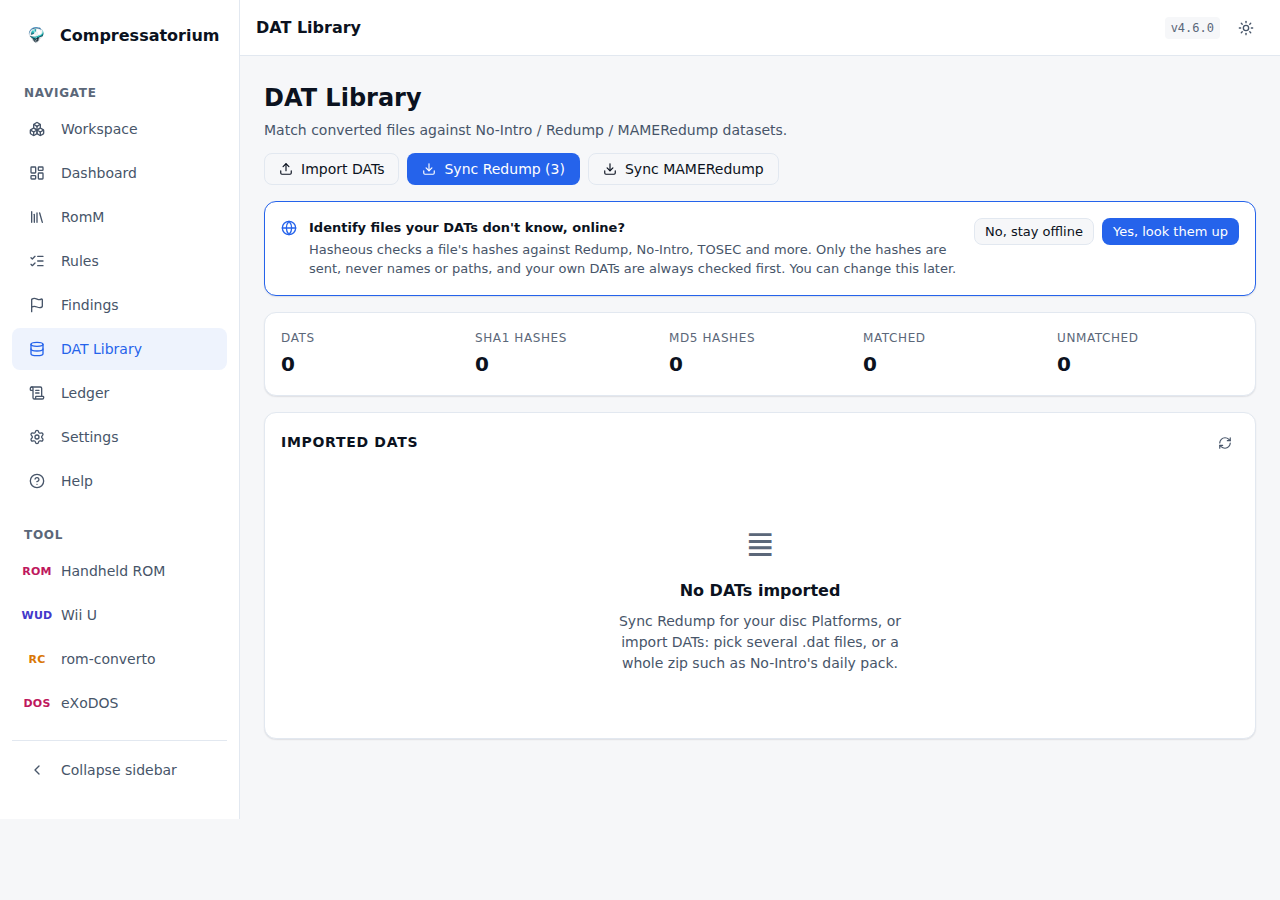 Compressatorium
NAVIGATE
Workspace
Dashboard
RomM
Rules
Findings
DAT Library
Ledger
Settings
Help
TOOL
ROM Handheld ROM
WUD Wii U
RC rom-converto
DOS eXoDOS
Collapse sidebar
DAT Library
v4.6.0
DAT Library
Match converted files against No-Intro / Redump / MAMERedump datasets.
Import DATs
Sync Redump (3)
Sync MAMERedump
Identify files your DATs don't know, online?
Hasheous checks a file's hashes against Redump, No-Intro, TOSEC and more. Only the hashes are
sent, never names or paths, and your own DATs are always checked first. You can change this later.
No, stay offline
Yes, look them up
DATS
0
SHA1 HASHES
0
MD5 HASHES
0
MATCHED
0
UNMATCHED
0
IMPORTED DATS
No DATs imported
Sync Redump for your disc Platforms, or
import DATs: pick several .dat files, or a
whole zip such as No-Intro's daily pack.